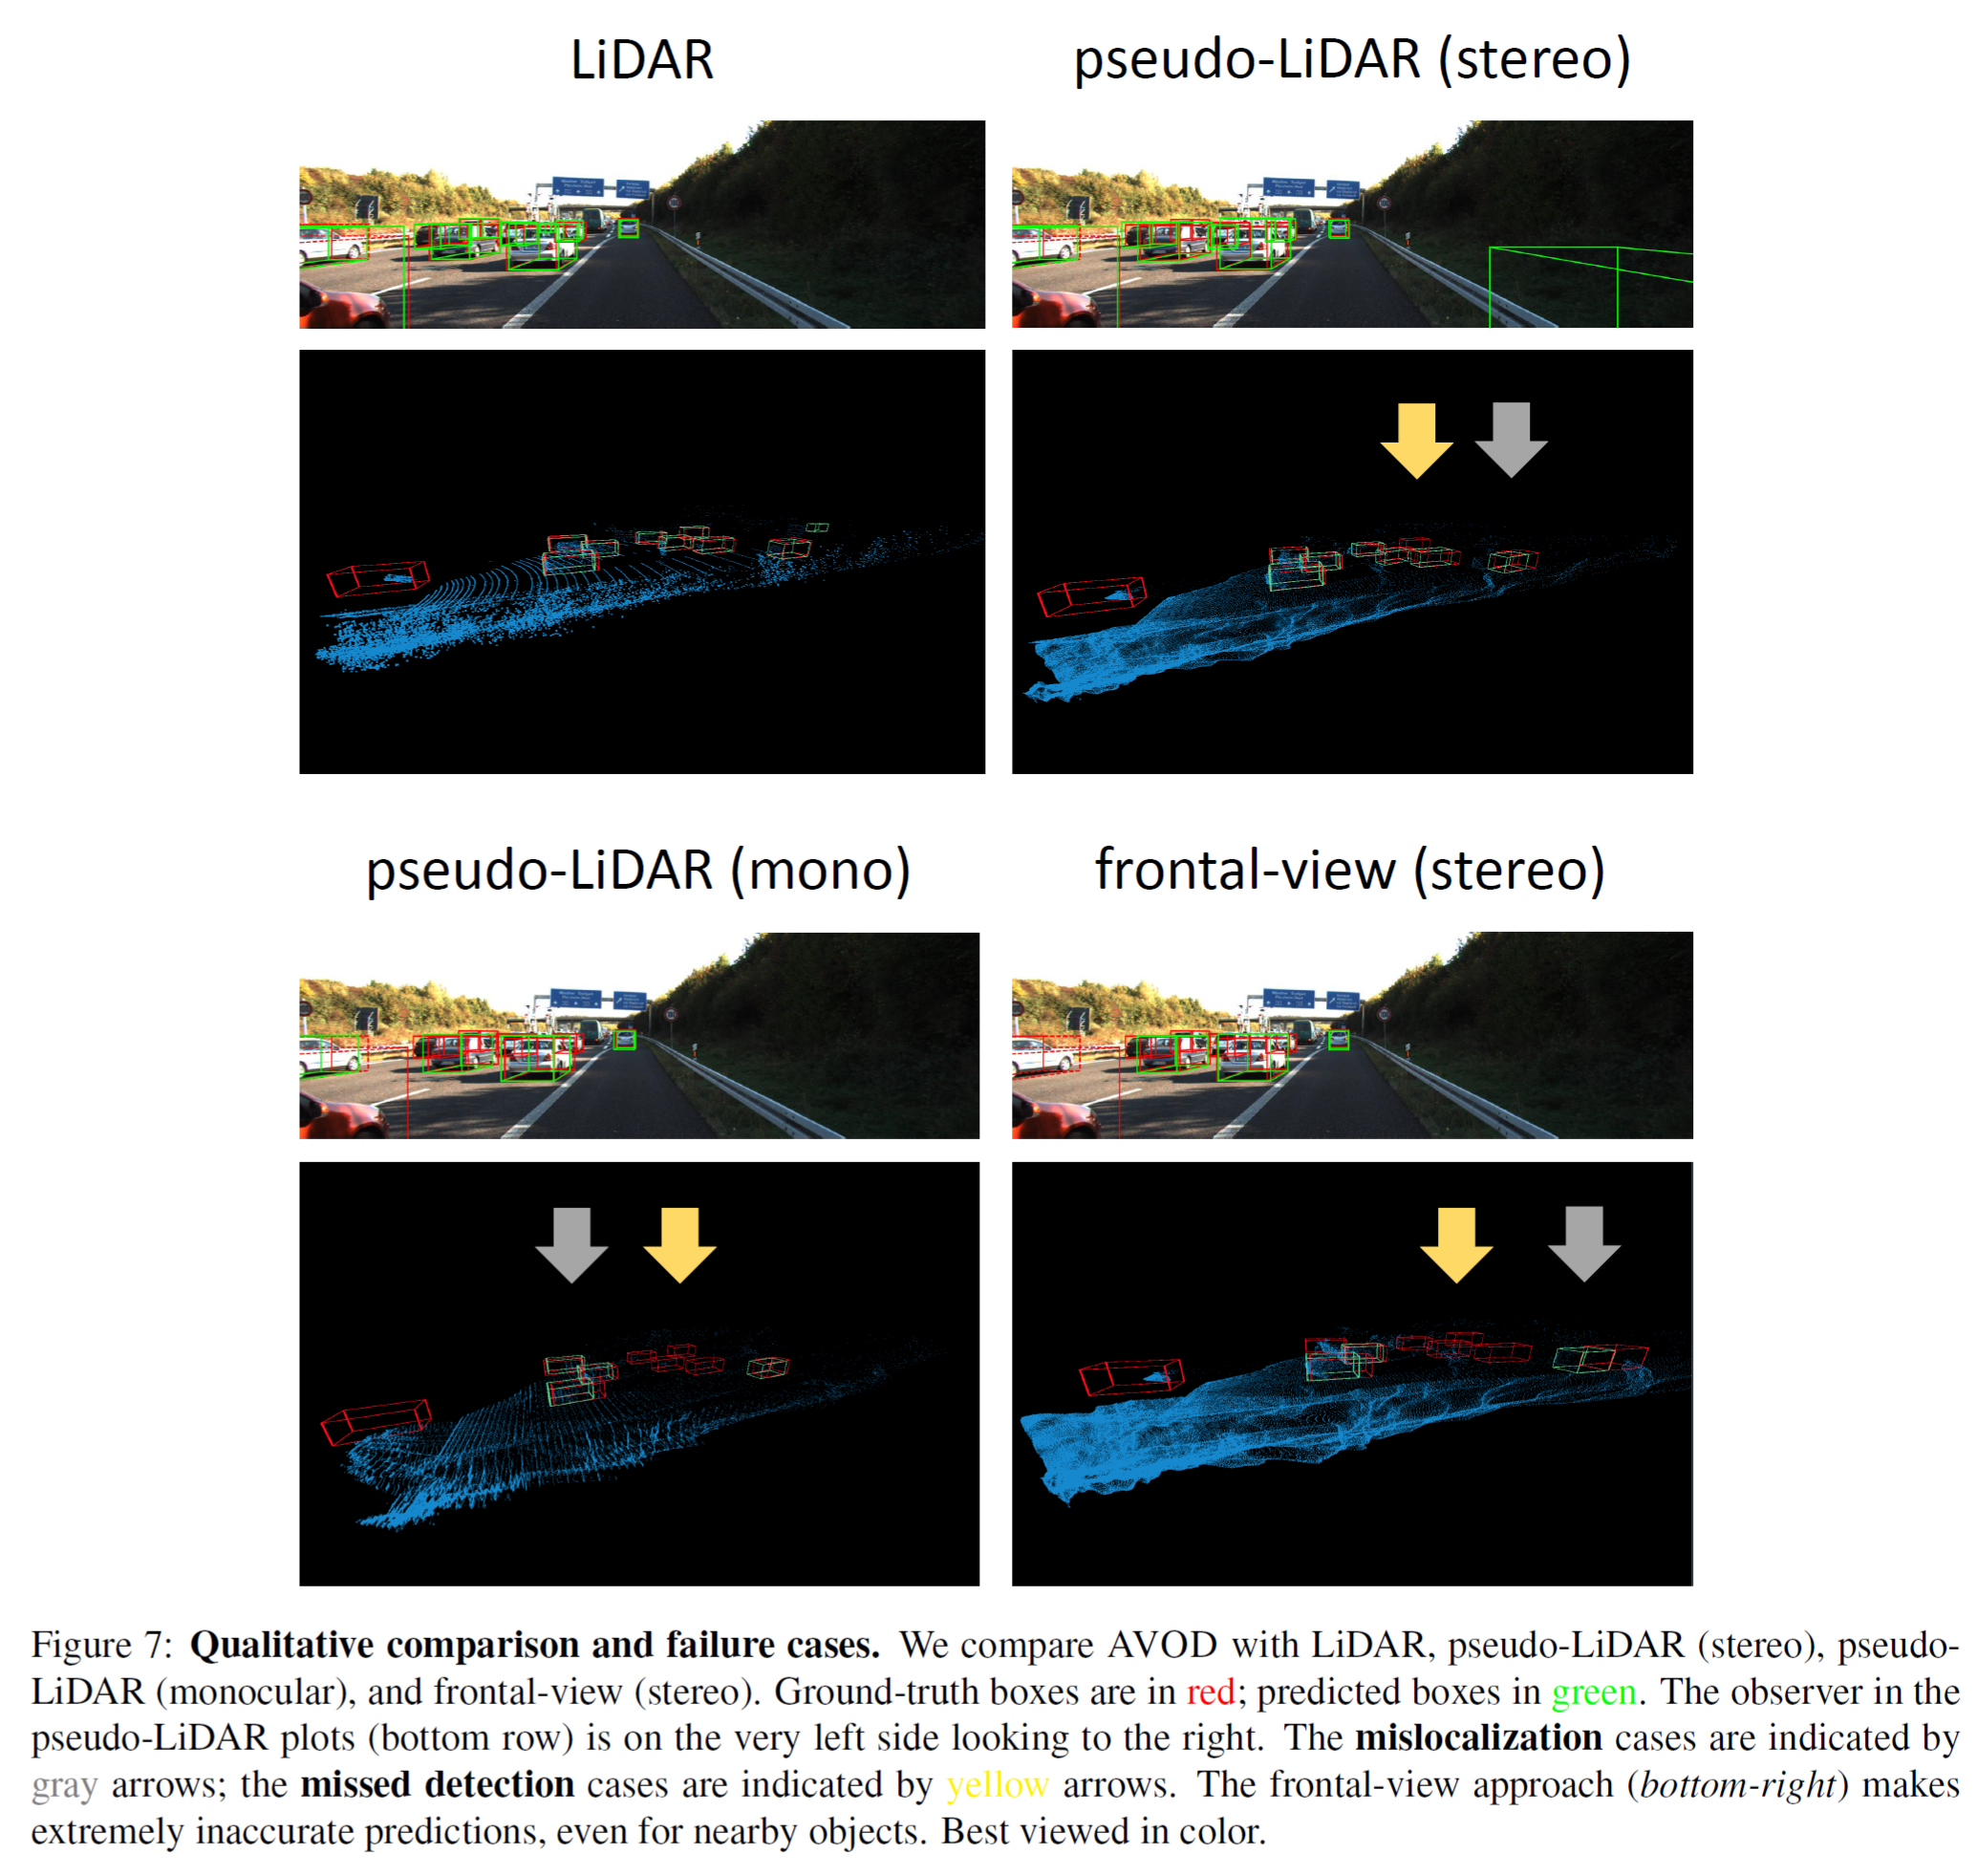 LiDAR
pseudo-LiDAR (stereo)
pseudo-LiDAR (mono)
frontal-view (stereo)
Figure 7: Qualitative comparison and failure cases. We compare AVOD with LiDAR, pseudo-LiDAR (stereo), pseudo-
LiDAR (monocular), and frontal-view (stereo). Ground-truth boxes are in red; predicted boxes in green. The observer in the
pseudo-LiDAR plots (bottom row) is on the very left side looking to the right. The mislocalization cases are indicated by
gray arrows; the missed detection cases are indicated by yellow arrows. The frontal-view approach (bottom-right) makes
extremely inaccurate predictions, even for nearby objects. Best viewed in color.